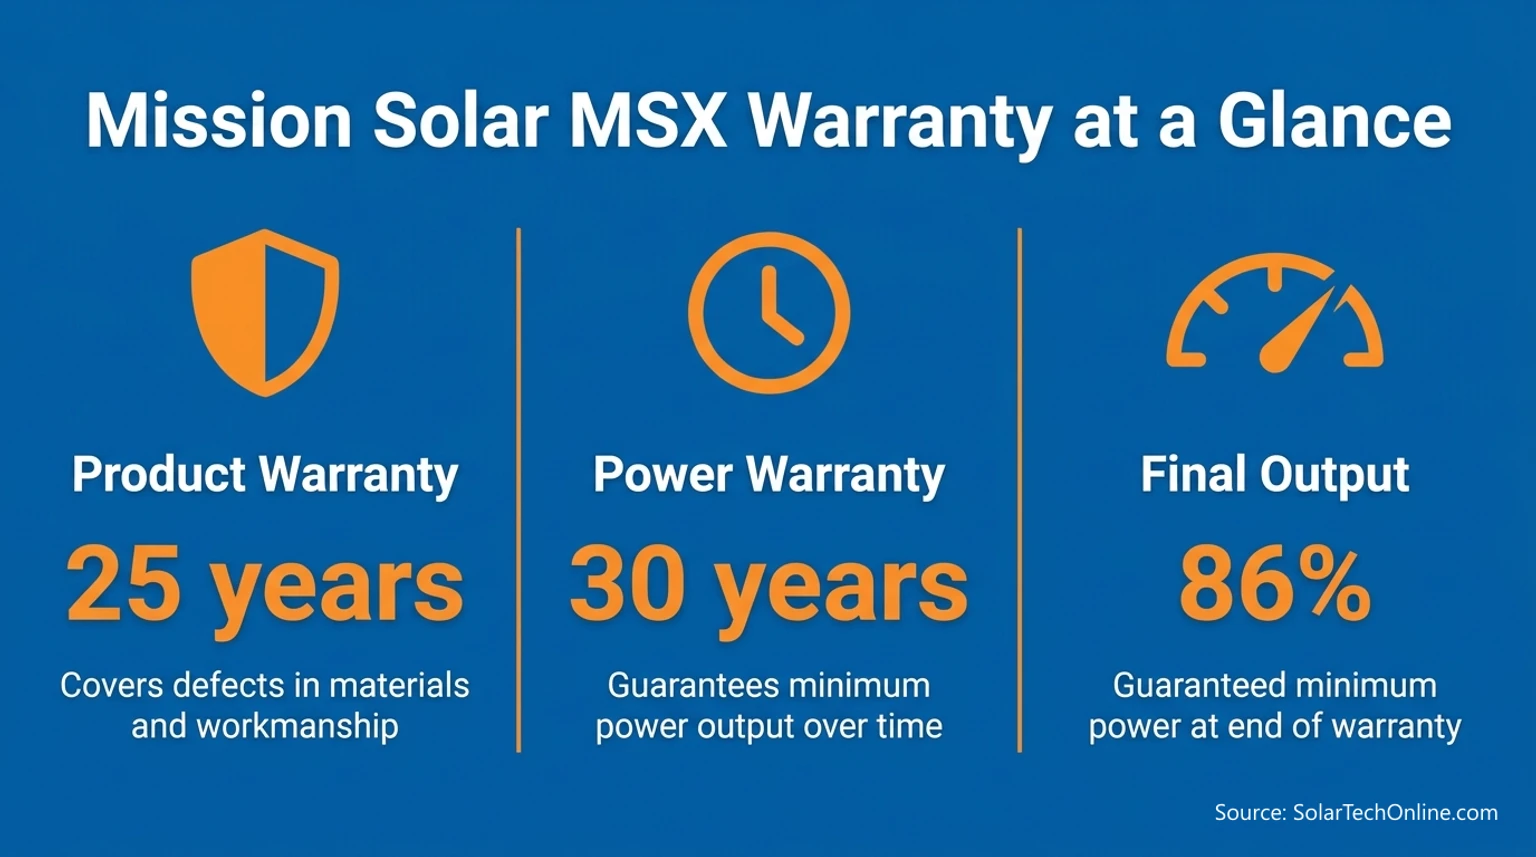 Mission Solar MSX Warranty at a Glance
Product Warranty
25 years
Covers defects in materials
and workmanship
Power Warranty
30 years
Guarantees minimum
power output over time
Final Output
86%
Guaranteed minimum
power at end of warranty
Source: SolarTechOnline.com